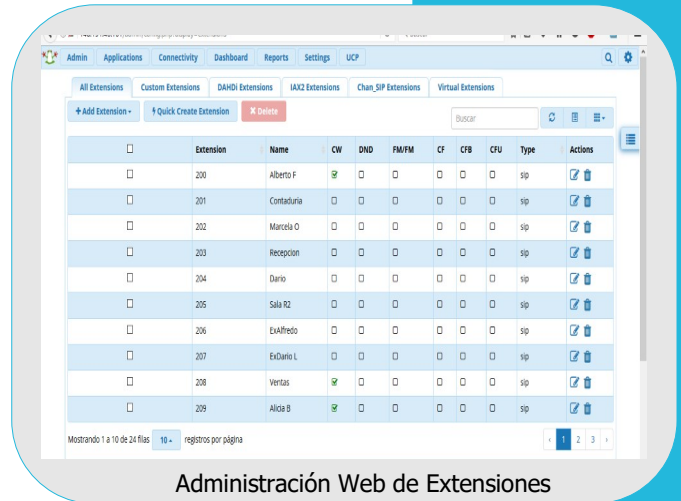 Admin Applications Connectivity Dashboard Reports Settings UCP
All Extensions Custom Extensions DAHDi Extensions IAX2 Extensions Chan_SIP Extensions Virtual Extensions
+ Add Extension Quick Create Extension Delete
Buscar
Extension Name CW DND FM/FM CF CFB CFU Type Actions
200 Alberto F sip
201 Contaduria sip
202 Marcela O sip
203 Recepcion sip
204 Dario sip
205 Sala R2 sip
206 ExAlfredo sip
207 ExDario L sip
208 Ventas sip
209 Alicia B sip
Mostrando 1 a 10 de 24 filas 10 registros por página ‹ 1 2 3 ›
Administración Web de Extensiones